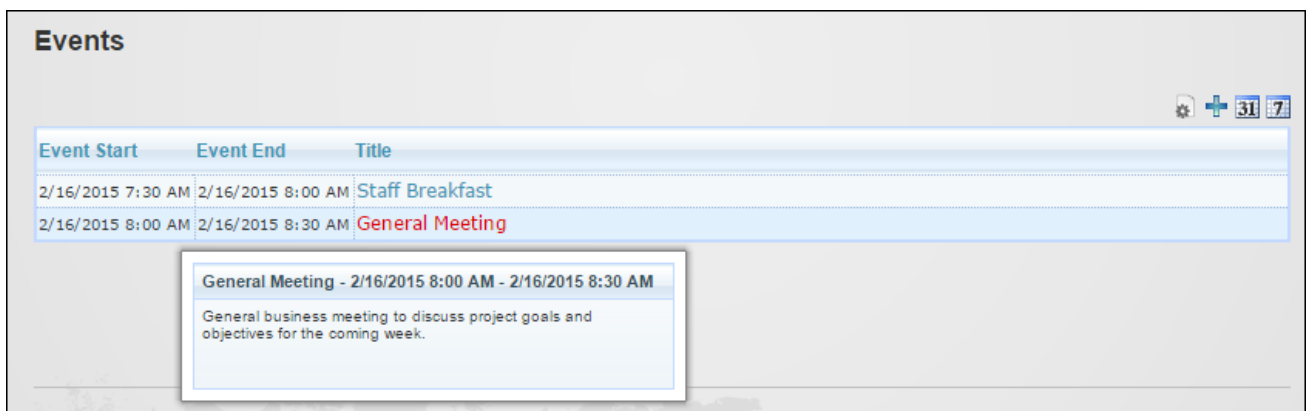 Events
31 7
Event Start Event End Title
2/16/2015 7:30 AM 2/16/2015 8:00 AM Staff Breakfast
2/16/2015 8:00 AM 2/16/2015 8:30 AM General Meeting
General Meeting - 2/16/2015 8:00 AM - 2/16/2015 8:30 AM
General business meeting to discuss project goals and
objectives for the coming week.